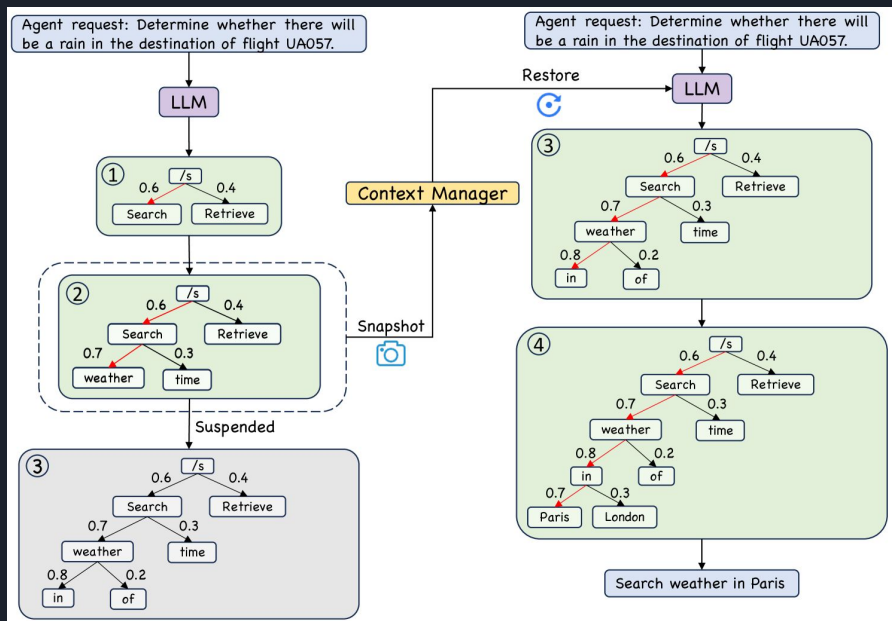 Agent request: Determine whether there will
be a rain in the destination of flight UA057.
LLM
①
/s
0.6 0.4
Search Retrieve
②
/s
0.6 0.4
Search Retrieve
0.7 0.3
weather time
Suspended
③
/s
0.6 0.4
Search Retrieve
0.7 0.3
weather time
0.8 0.2
in of
Snapshot
Context Manager
Restore
Agent request: Determine whether there will
be a rain in the destination of flight UA057.
LLM
③
/s
0.6 0.4
Search Retrieve
0.7 0.3
weather time
0.8 0.2
in of
④
/s
0.6 0.4
Search Retrieve
0.7 0.3
weather time
0.8 0.2
in of
0.7 0.3
Paris London
Search weather in Paris